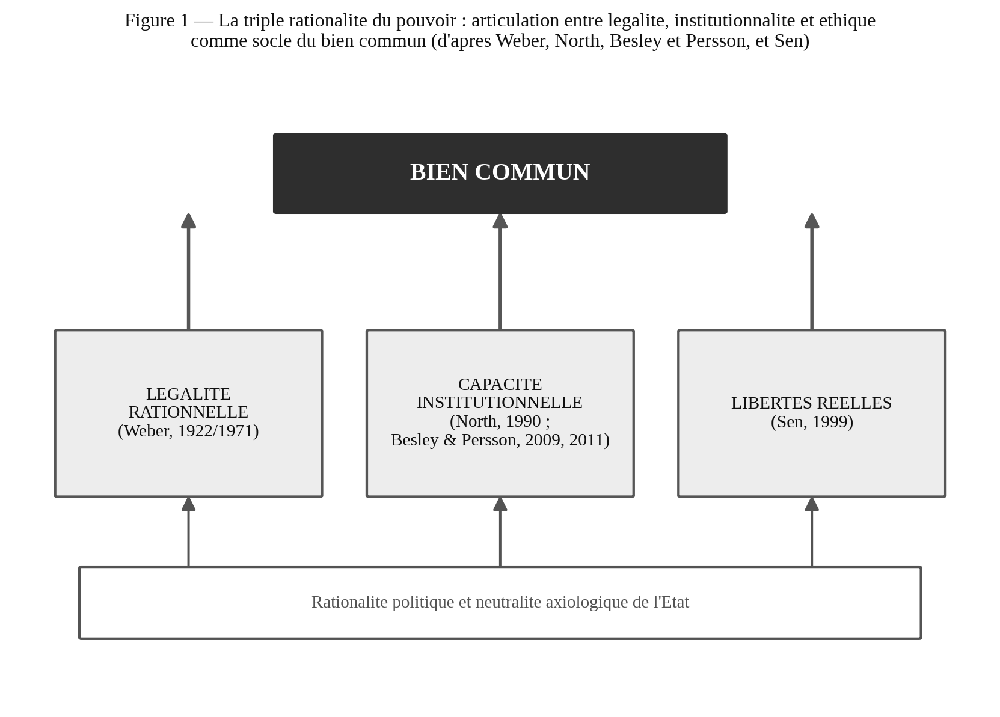 Figure 1 — La triple rationalite du pouvoir : articulation entre legalite, institutionnalite et ethique
comme socle du bien commun (d'apres Weber, North, Besley et Persson, et Sen)
BIEN COMMUN
LEGALITE
RATIONNELLE
(Weber, 1922/1971)
CAPACITE
INSTITUTIONNELLE
(North, 1990 ;
Besley & Persson, 2009, 2011)
LIBERTES REELLES
(Sen, 1999)
Rationalite politique et neutralite axiologique de l'Etat